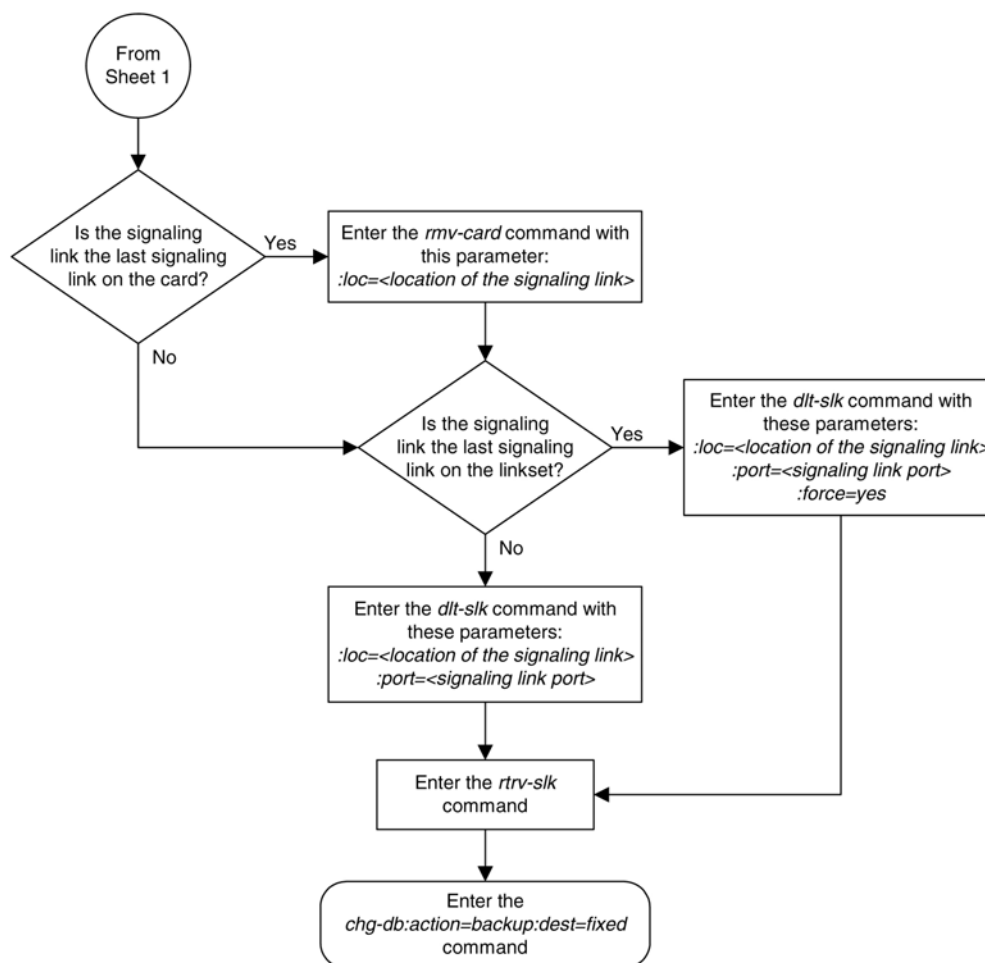 From
Sheet 1
Is the signaling
link the last signaling
link on the card?
Yes
Enter the rmv-card command with
this parameter:
:loc=<location of the signaling link>
No
Is the signaling
link the last signaling
link on the linkset?
Yes
Enter the dlt-slk command with
these parameters:
:loc=<location of the signaling link>
:port=<signaling link port>
:force=yes
No
Enter the dlt-slk command with
these parameters:
:loc=<location of the signaling link>
:port=<signaling link port>
Enter the rtrv-slk
command
Enter the
chg-db:action=backup:dest=fixed
command